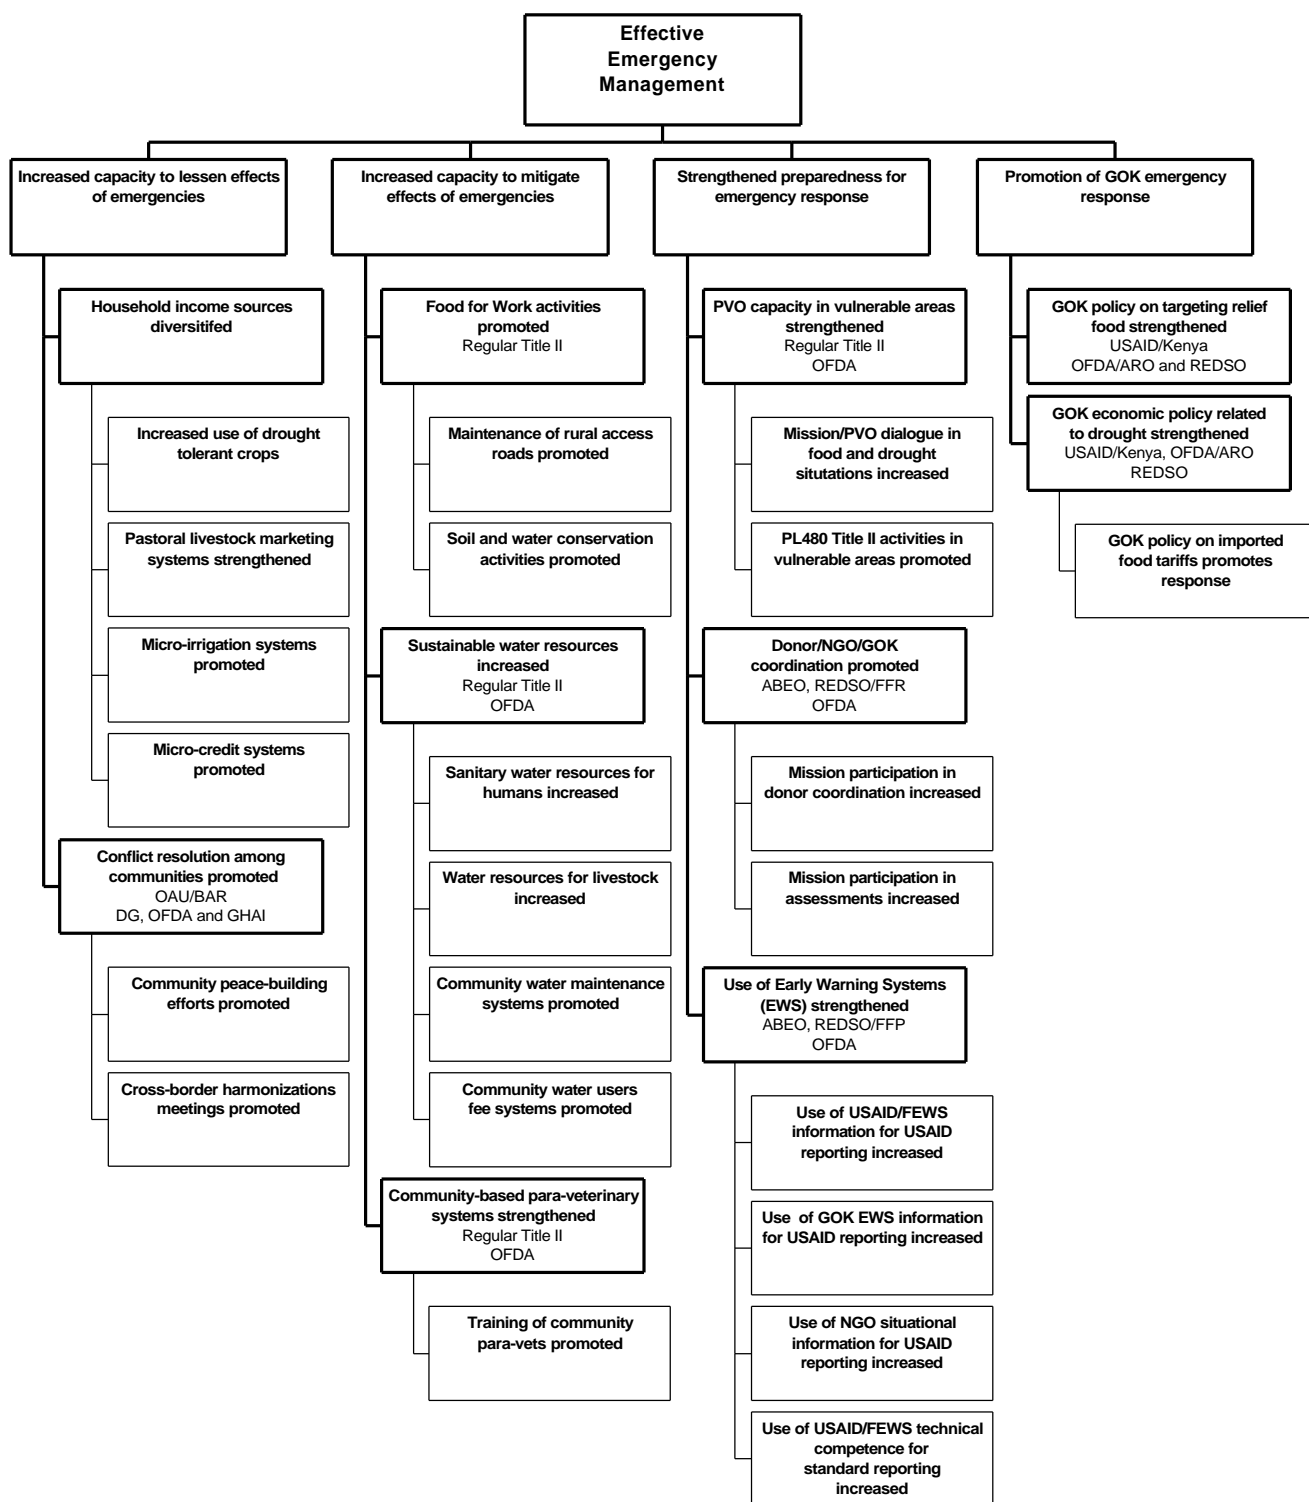 Effective
Emergency
Management
Increased capacity to lessen effects
of emergencies
Household income sources
diversitifed
Increased use of drought
tolerant crops
Pastoral livestock marketing
systems strengthened
Micro-irrigation systems
promoted
Micro-credit systems
promoted
Conflict resolution among
communities promoted
OAU/BAR
DG, OFDA and GHAI
Community peace-building
efforts promoted
Cross-border harmonizations
meetings promoted
Increased capacity to mitigate
effects of emergencies
Food for Work activities
promoted
Regular Title II
Maintenance of rural access
roads promoted
Soil and water conservation
activities promoted
Sustainable water resources
increased
Regular Title II
OFDA
Sanitary water resources for
humans increased
Water resources for livestock
increased
Community water maintenance
systems promoted
Community water users
fee systems promoted
Community-based para-veterinary
systems strengthened
Regular Title II
OFDA
Training of community
para-vets promoted
Strengthened preparedness for
emergency response
PVO capacity in vulnerable areas
strengthened
Regular Title II
OFDA
Mission/PVO dialogue in
food and drought
situtations increased
PL480 Title II activities in
vulnerable areas promoted
Donor/NGO/GOK
coordination promoted
ABEO, REDSO/FFR
OFDA
Mission participation in
donor coordination increased
Mission participation in
assessments increased
Use of Early Warning Systems
(EWS) strengthened
ABEO, REDSO/FFP
OFDA
Use of USAID/FEWS
information for USAID
reporting increased
Use  of GOK EWS information
for USAID reporting increased
Use of NGO situational
information for USAID
reporting increased
Use of USAID/FEWS technical
competence for
standard reporting
increased
Promotion of GOK emergency
response
GOK policy on targeting relief
food strengthened
USAID/Kenya
OFDA/ARO and REDSO
GOK economic policy related
to drought strengthened
USAID/Kenya, OFDA/ARO
REDSO
GOK policy on imported
food tariffs promotes
response